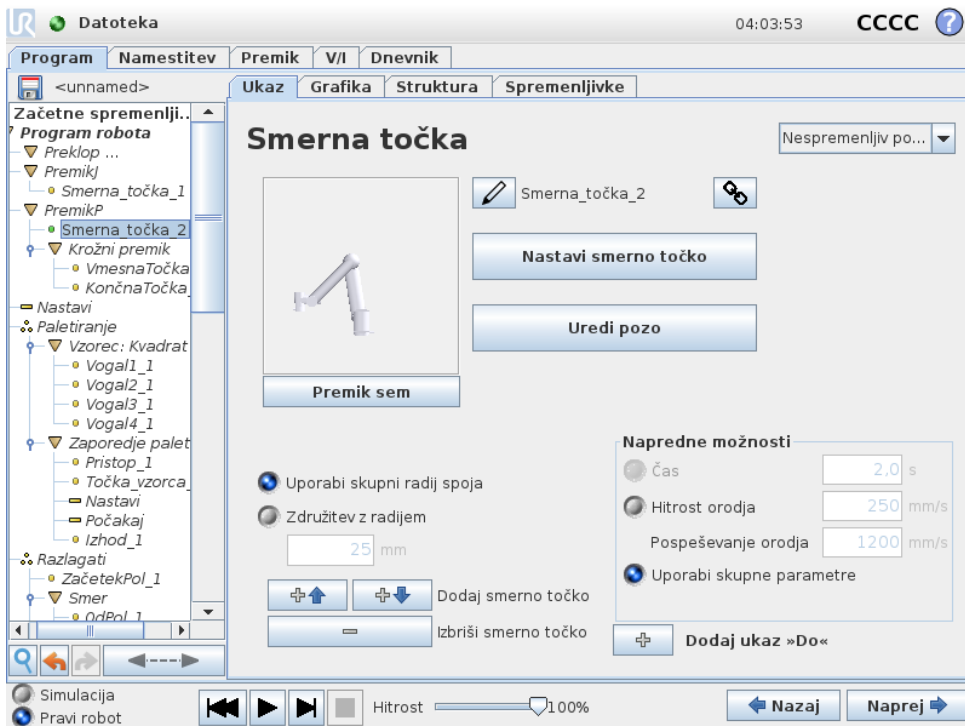 UR Datoteka 04:03:53 CCCC ?
Program Namestitev Premik V/I Dnevnik
<unnamed>
Ukaz Grafika Struktura Spremenljivke
Začetne spremenlji..
Program robota
Preklop ...
PremikJ
Smerna_točka_1
PremikP
Smerna_točka_2
Krožni premik
VmesnaTočka
KončnaTočka_
Nastavi
Paletiranje
Vzorec: Kvadrat
Vogal1_1
Vogal2_1
Vogal3_1
Vogal4_1
Zaporedje palet
Pristop_1
Točka_vzorca_
Nastavi
Počakaj
Izhod_1
Razlagati
ZačetekPol_1
Smer
OdPol_1
Smerna točka
Nespremenljiv po...
Smerna_točka_2
Nastavi smerno točko
Uredi pozo
Premik sem
Uporabi skupni radij spoja
Združitev z radijem
25 mm
Dodaj smerno točko
Izbriši smerno točko
Napredne možnosti
Čas 2,0 s
Hitrost orodja 250 mm/s
Pospeševanje orodja 1200 mm/s
Uporabi skupne parametre
Dodaj ukaz »Do«
Simulacija
Pravi robot
Hitrost 100%
Nazaj
Naprej